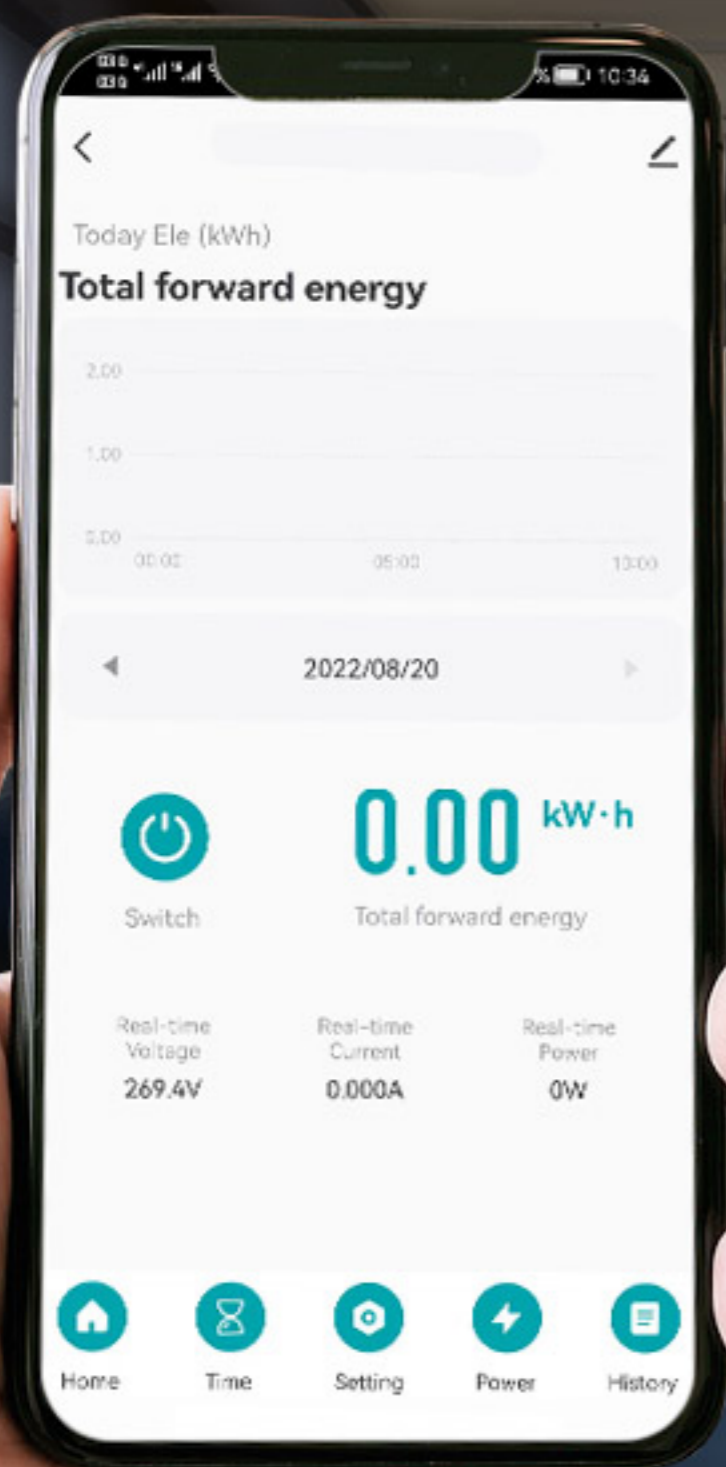 10:34
Today Ele (kWh)
Total forward energy
2.00
1.00
0.00
00:00 05:00 10:00
2022/08/20
0.00 kW·h
Switch Total forward energy
Real-time Real-time Real-time
Voltage Current Power
269.4V 0.000A 0W
Home Time Setting Power History